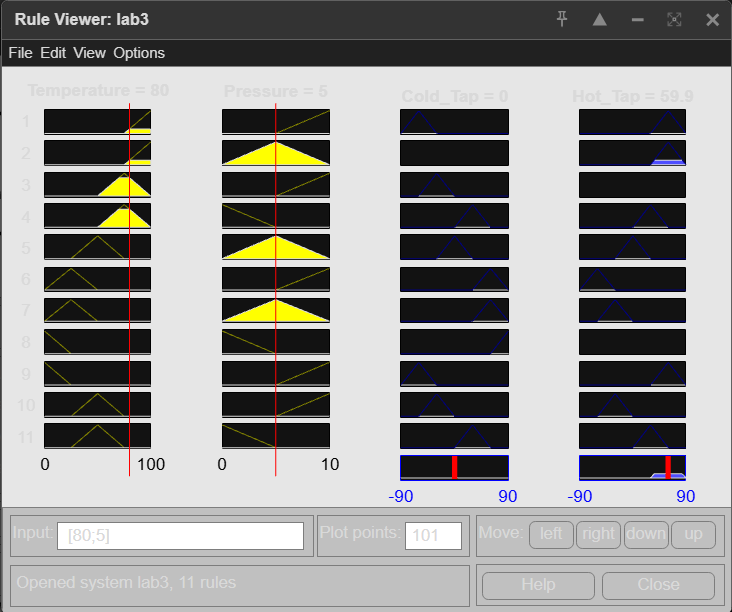 Rule Viewer: lab3
File Edit View Options
Temperature = 80 Pressure = 5 Cold_Tap = 0 Hot_Tap = 59.9
1
2
3
4
5
6
7
8
9
10
11
0 100 0 10
-90 90 -90 90
Input: [80;5] Plot points: 101 Move: left right down up
Opened system lab3, 11 rules Help Close